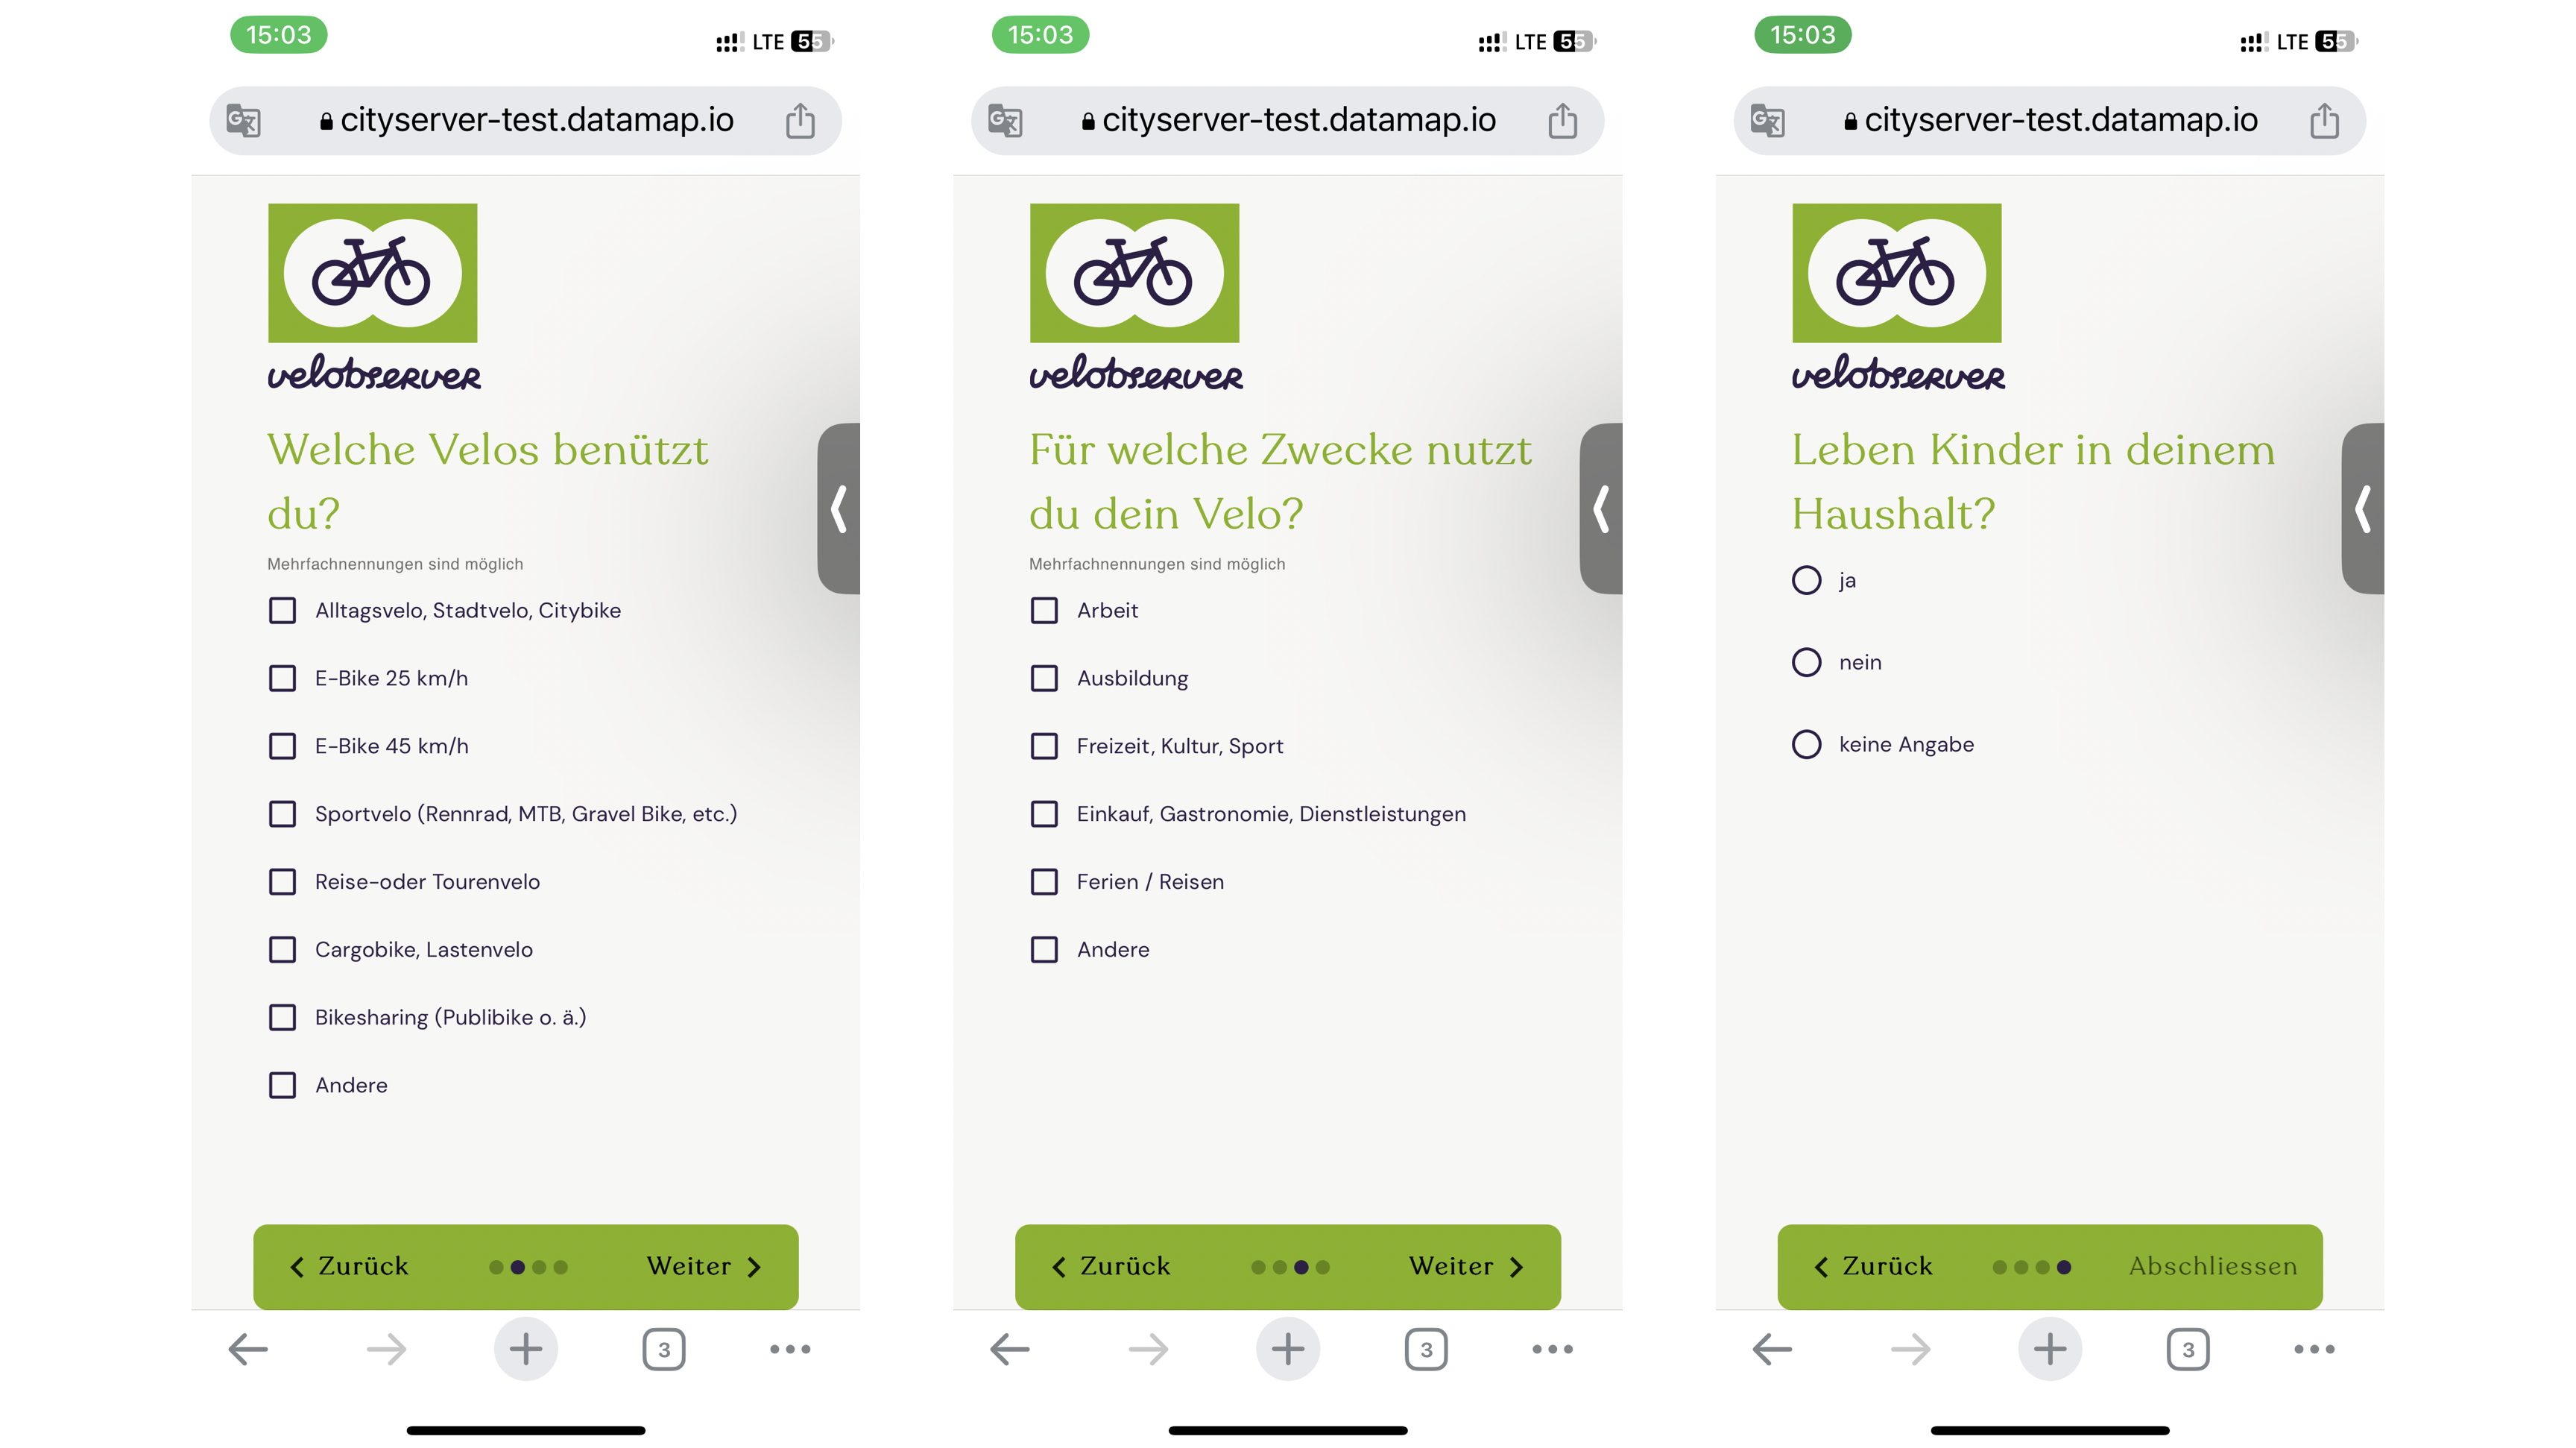 15:03
LTE 55
cityserver-test.datamap.io
velobserver
Welche Velos benützt
du?
Mehrfachnennungen sind möglich
Alltagsvelo, Stadtvelo, Citybike
E-Bike 25 km/h
E-Bike 45 km/h
Sportvelo (Rennrad, MTB, Gravel Bike, etc.)
Reise-oder Tourenvelo
Cargobike, Lastenvelo
Bikesharing (Publibike o. ä.)
Andere
Zurück
Weiter
3
15:03
LTE 55
cityserver-test.datamap.io
velobserver
Für welche Zwecke nutzt
du dein Velo?
Mehrfachnennungen sind möglich
Arbeit
Ausbildung
Freizeit, Kultur, Sport
Einkauf, Gastronomie, Dienstleistungen
Ferien / Reisen
Andere
Zurück
Weiter
3
15:03
LTE 55
cityserver-test.datamap.io
velobserver
Leben Kinder in deinem
Haushalt?
ja
nein
keine Angabe
Zurück
Abschliessen
3